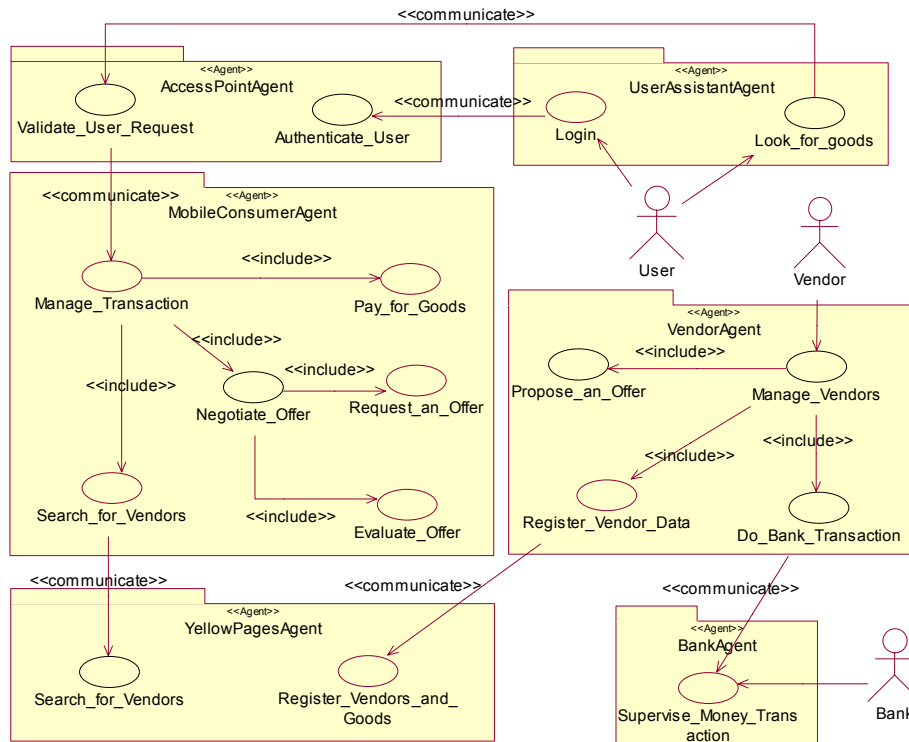 <<communicate>>
<<Agent>>
AccessPointAgent
<<Agent>>
UserAssistantAgent
<<communicate>>
Validate_User_Request
Authenticate_User
Login
Look_for_goods
<<communicate>>
<<Agent>>
MobileConsumerAgent
User
Vendor
<<include>>
Manage_Transaction
Pay_for_Goods
<<Agent>>
VendorAgent
<<include>>
<<include>>
<<include>>
<<include>>
Negotiate_Offer
Request_an_Offer
Propose_an_Offer
Manage_Vendors
<<include>>
<<include>>
Search_for_Vendors
<<include>>
Evaluate_Offer
Register_Vendor_Data
Do_Bank_Transaction
<<communicate>>
<<communicate>>
<<communicate>>
<<Agent>>
YellowPagesAgent
<<Agent>>
BankAgent
Search_for_Vendors
Register_Vendors_and_
Goods
Supervise_Money_Trans
action
Bank